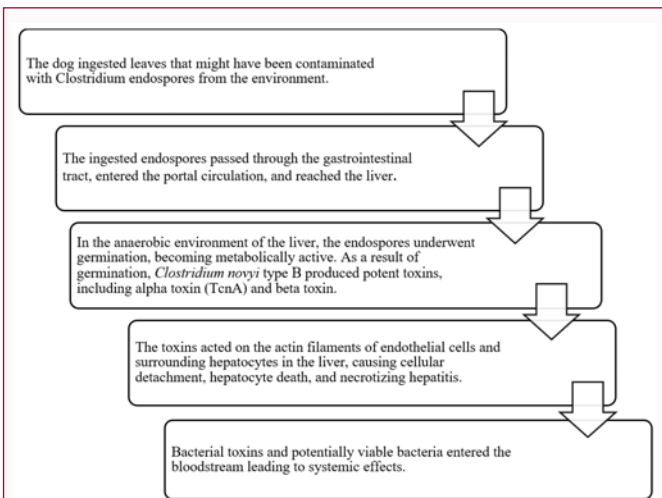 The dog ingested leaves that might have been contaminated
with Clostridium endospores from the environment.
The ingested endospores passed through the gastrointestinal
tract, entered the portal circulation, and reached the liver.
In the anaerobic environment of the liver, the endospores underwent
germination, becoming metabolically active. As a result of
germination, Clostridium novyi type B produced potent toxins,
including alpha toxin (TcnA) and beta toxin.
The toxins acted on the actin filaments of endothelial cells and
surrounding hepatocytes in the liver, causing cellular
detachment, hepatocyte death, and necrotizing hepatitis.
Bacterial toxins and potentially viable bacteria entered the
bloodstream leading to systemic effects.